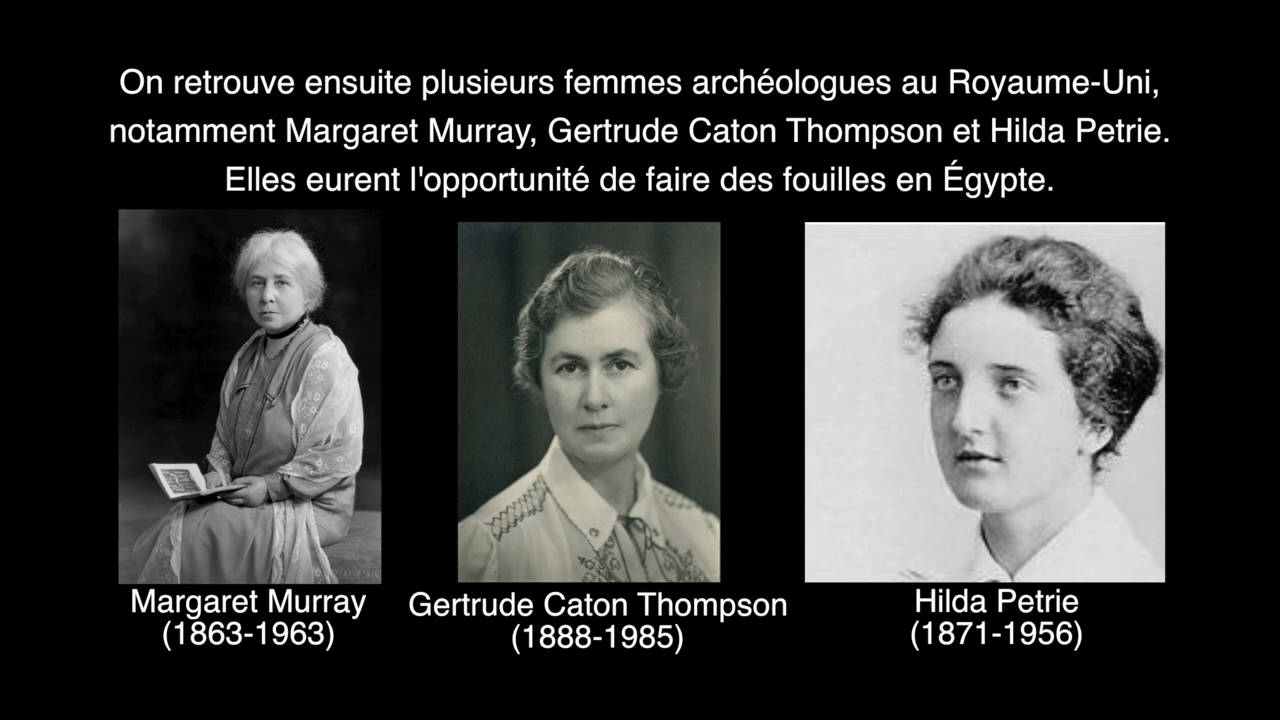 On retrouve ensuite plusieurs femmes archéologues au Royaume-Uni,
notamment Margaret Murray, Gertrude Caton Thompson et Hilda Petrie.
Elles eurent l'opportunité de faire des fouilles en Égypte.
Margaret Murray
(1863-1963)
Gertrude Caton Thompson
(1888-1985)
Hilda Petrie
(1871-1956)